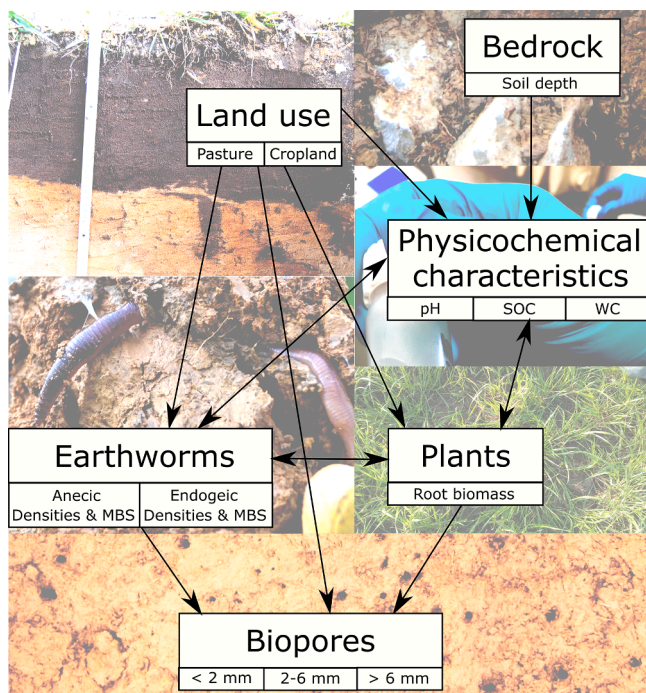 Bedrock
Soil depth
Land use
Pasture Cropland
Physicochemical
characteristics
pH SOC WC
Earthworms
Anecic
Densities & MBS
Endogeic
Densities & MBS
Plants
Root biomass
Biopores
< 2 mm 2-6 mm > 6 mm